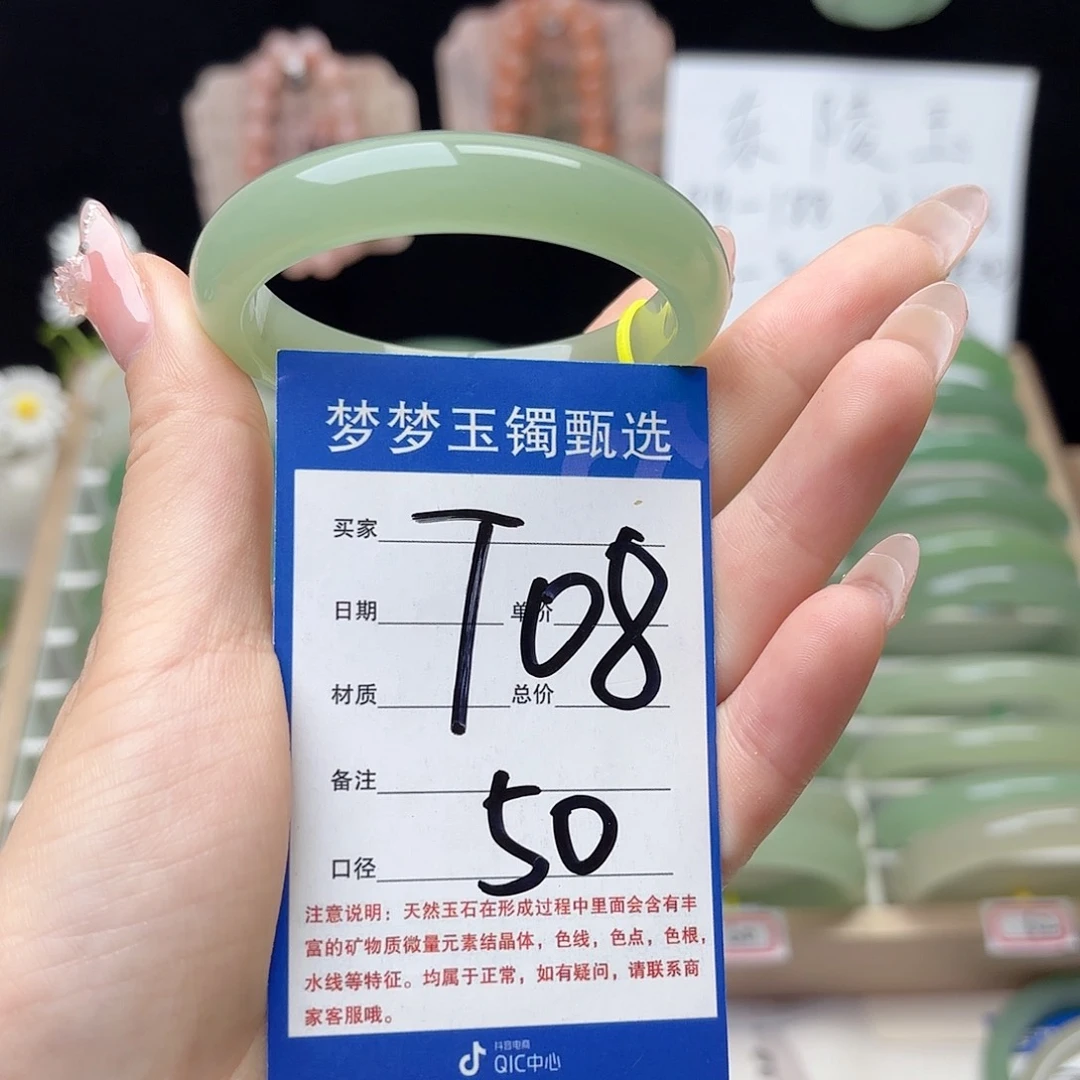 东陵玉
梦梦玉镯甄选
买家
T08
日期 单价
材质 总价
备注
50
口径
注意说明：天然玉石在形成过程中里面会含有丰
富的矿物质微量元素结晶体，色线，色点，色根，
水线等特征。均属于正常，如有疑问，请联系商
家客服哦。
抖音电商
QIC中心